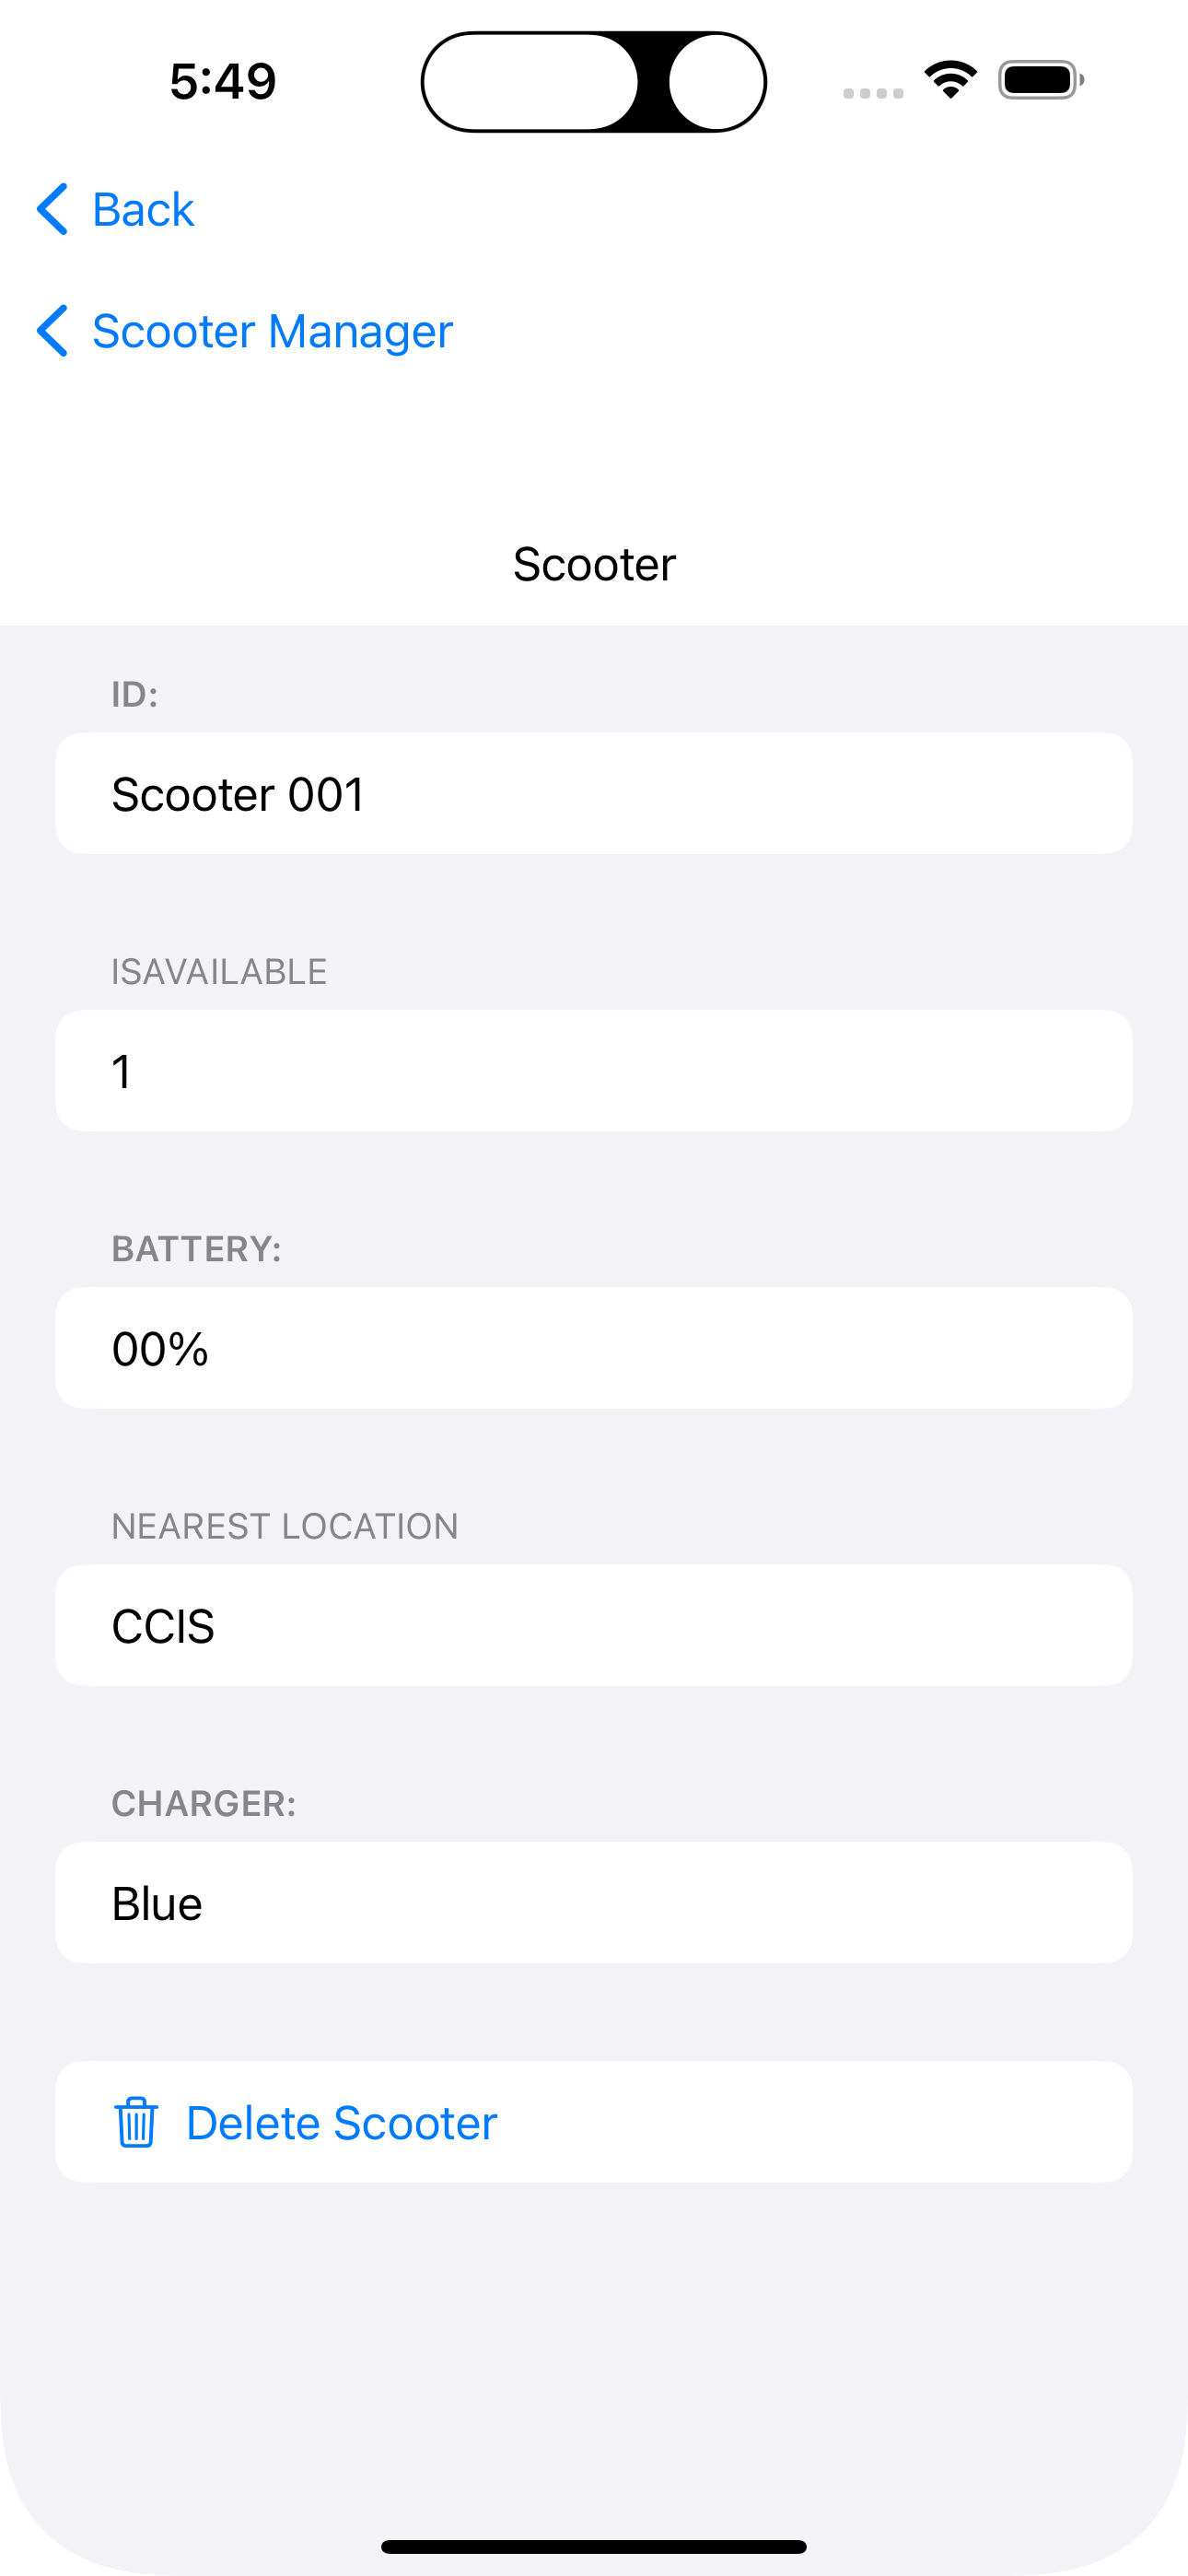 5:49
Back
Scooter Manager
Scooter
ID:
Scooter 001
ISAVAILABLE
1
BATTERY:
00%
NEAREST LOCATION
CCIS
CHARGER:
Blue
Delete Scooter